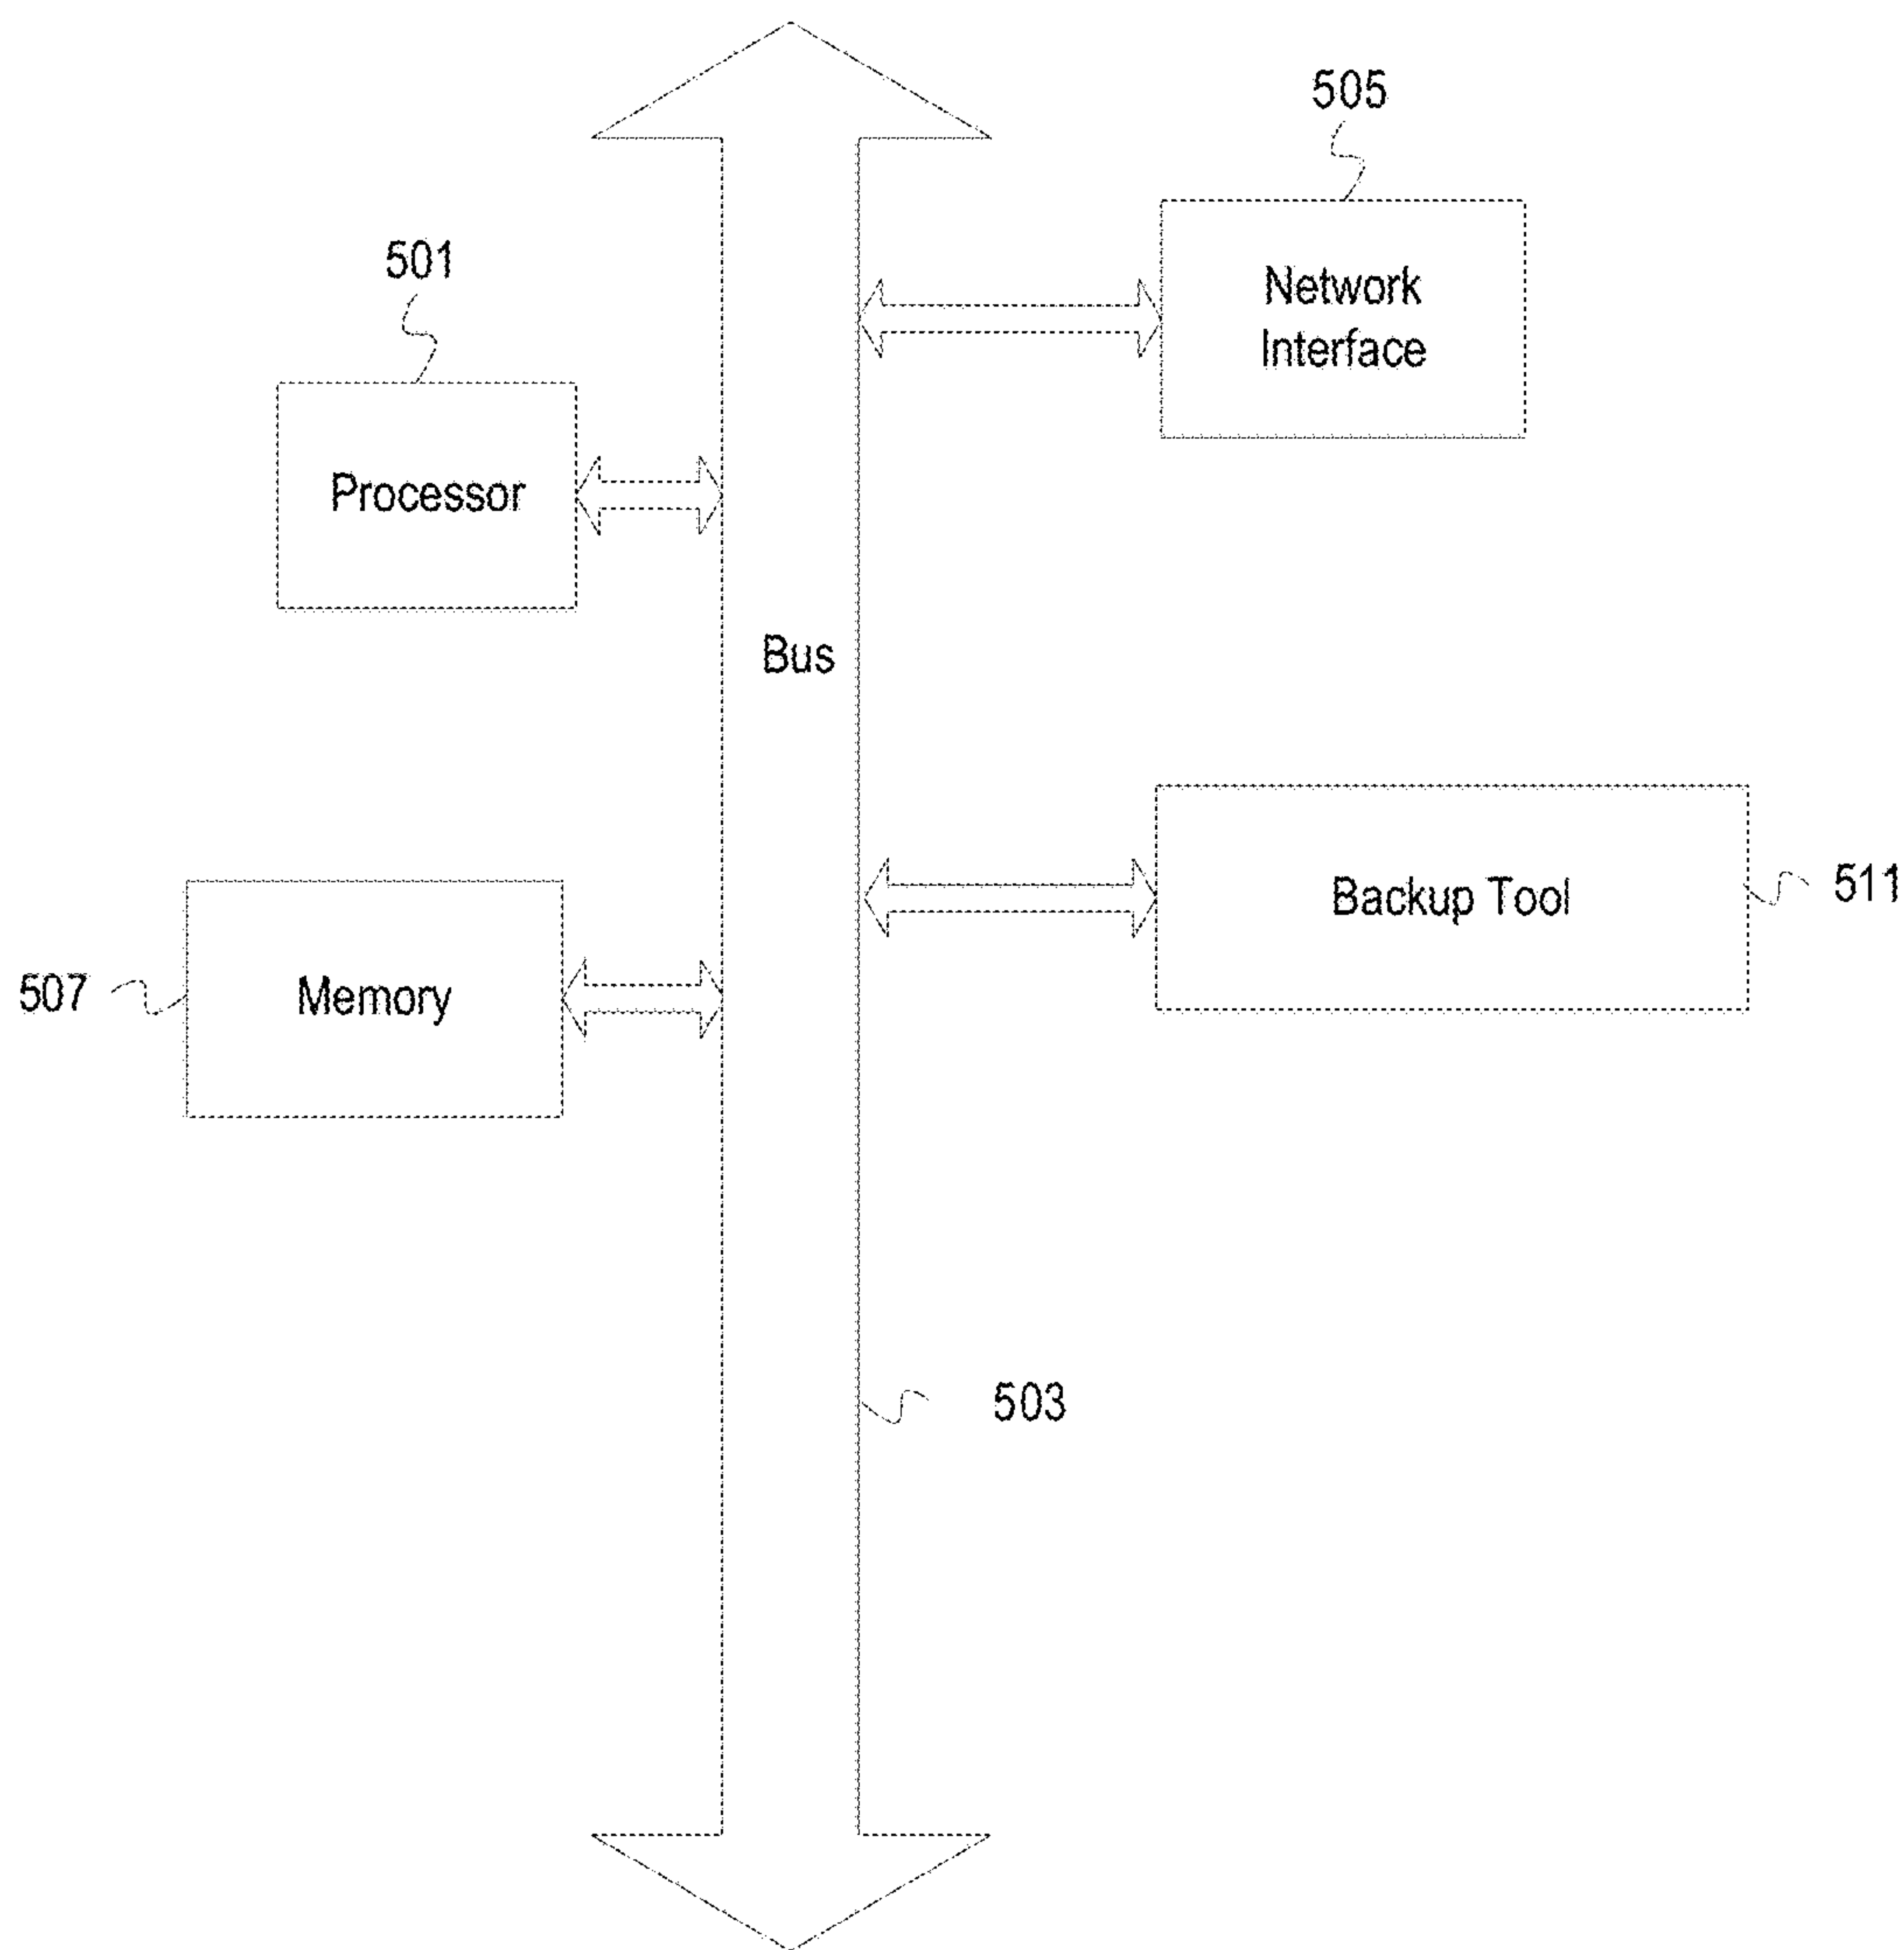 505
501
Network
Interface
Processor
Bus
Backup Tool
511
507
Memory
503